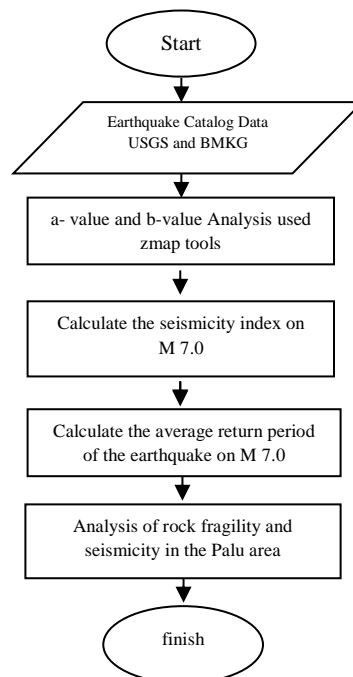 Start
Earthquake Catalog Data
USGS and BMKG
a- value and b-value Analysis used
zmap tools
Calculate the seismicity index on
M 7.0
Calculate the average return period
of the earthquake on M 7.0
Analysis of rock fragility and
seismicity in the Palu area
finish